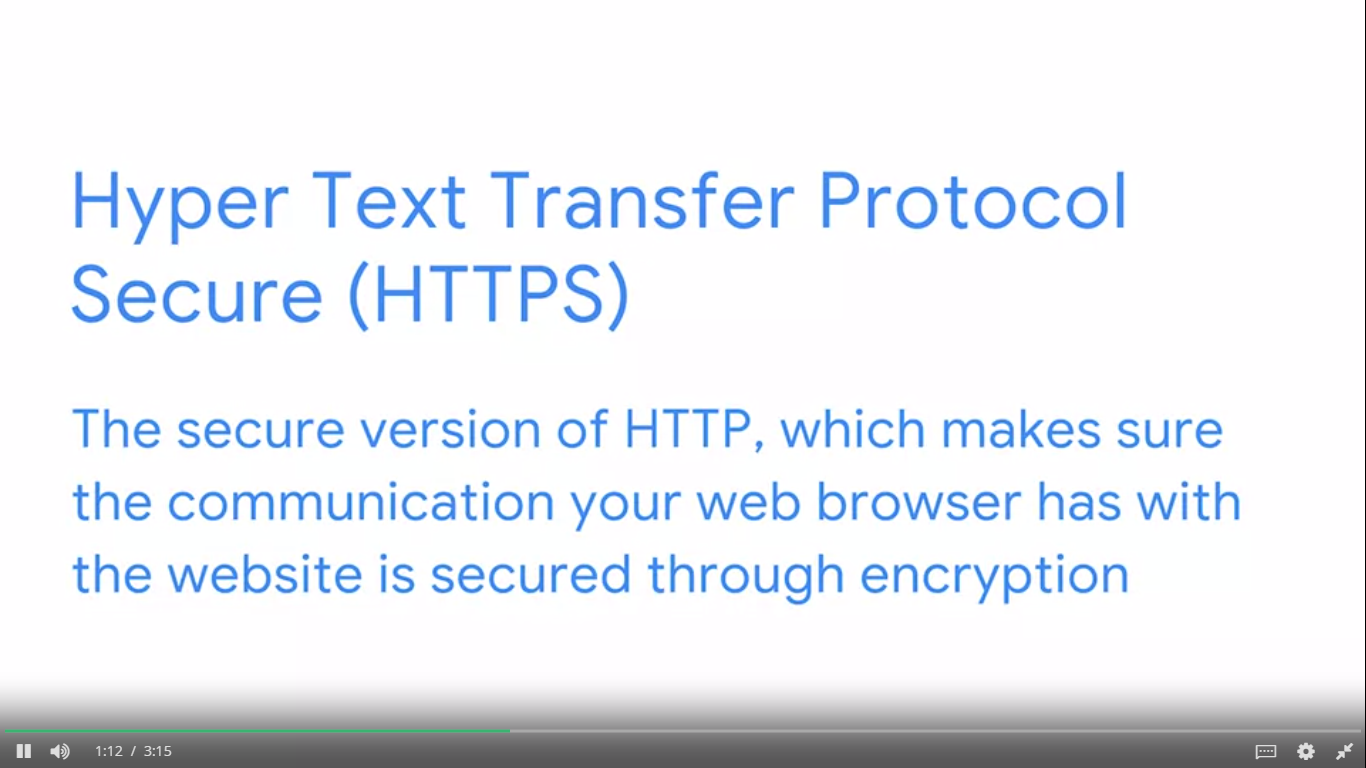 Hyper Text Transfer Protocol
Secure (HTTPS)
The secure version of HTTP, which makes sure
the communication your web browser has with
the website is secured through encryption
1:12 / 3:15